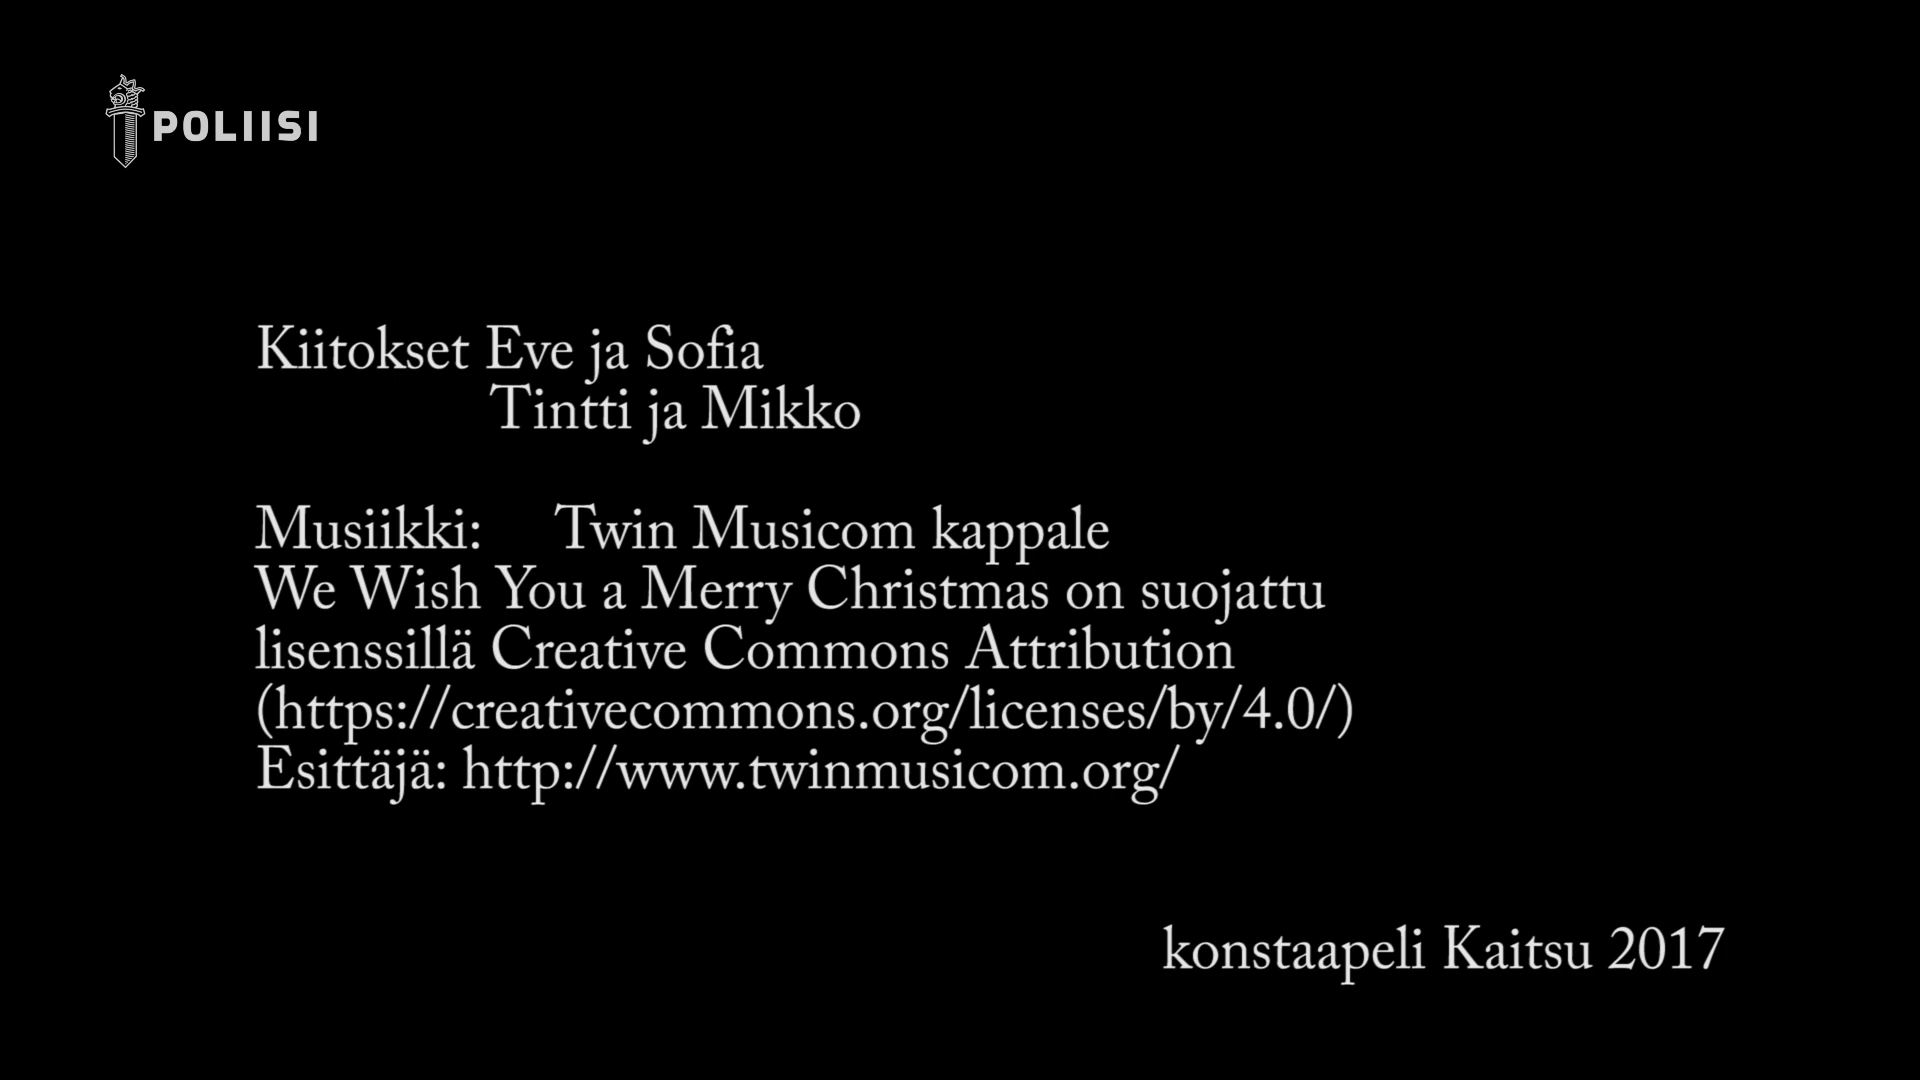 POLIISI
Kiitokset Eve ja Sofia
Tintti ja Mikko
Musiikki: Twin Musicom kappale
We Wish You a Merry Christmas on suojattu
lisenssillä Creative Commons Attribution
(https://creativecommons.org/licenses/by/4.0/)
Esittäjä: http://www.twinmusicom.org/
konstaapeli Kaitsu 2017